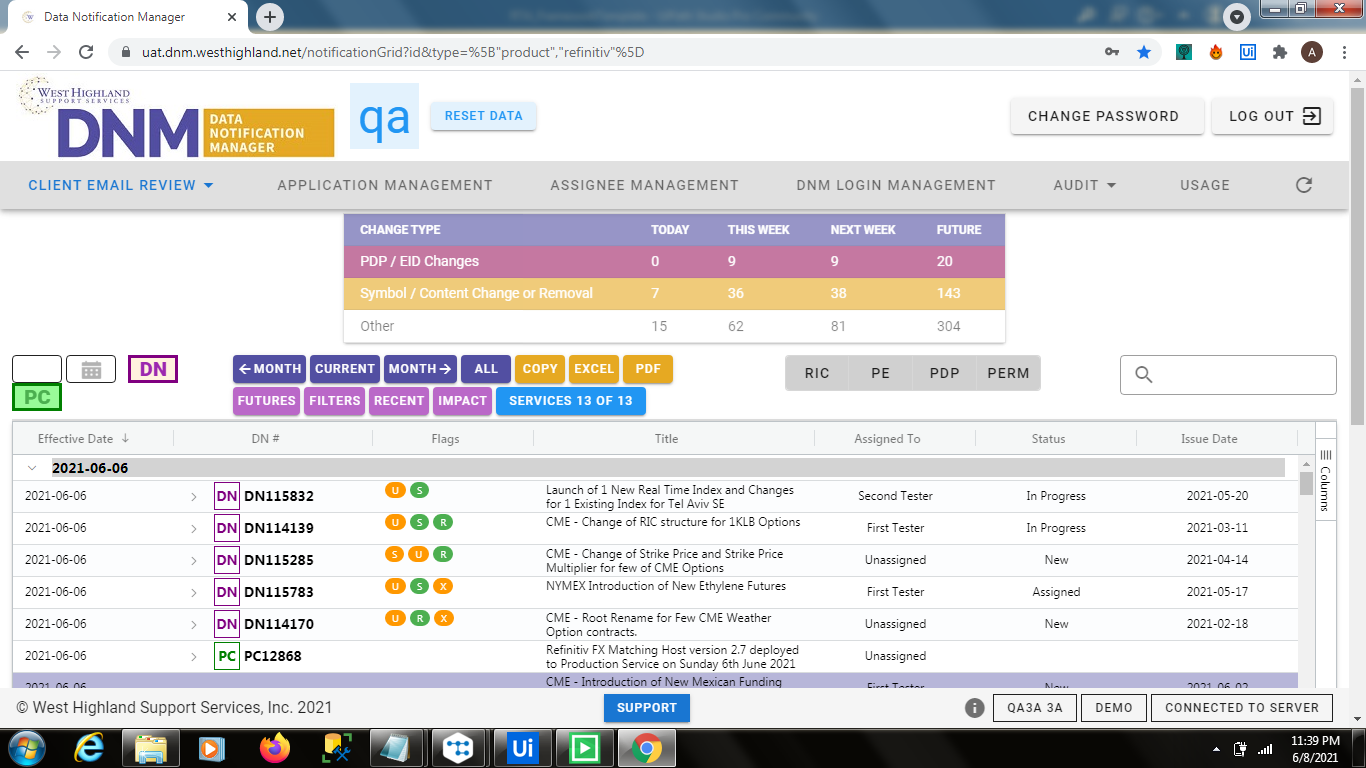 Data Notification Manager
uat.dnm.westhighland.net/notificationGrid?id&type=%5B"product","refinitiv"%5D
Ui
A
WEST HIGHLAND
SUPPORT SERVICES
DNM DATA NOTIFICATION MANAGER
qa
RESET DATA
CHANGE PASSWORD
LOG OUT
CLIENT EMAIL REVIEW APPLICATION MANAGEMENT ASSIGNEE MANAGEMENT DNM LOGIN MANAGEMENT AUDIT USAGE
CHANGE TYPE TODAY THIS WEEK NEXT WEEK FUTURE
PDP / EID Changes 0 9 9 20
Symbol / Content Change or Removal 7 36 38 143
Other 15 62 81 304
DN
PC
MONTH CURRENT MONTH ALL COPY EXCEL PDF
FUTURES FILTERS RECENT IMPACT SERVICES 13 OF 13
RIC PE PDP PERM
Effective Date DN # Flags Title Assigned To Status Issue Date
Columns
2021-06-06
2021-06-06 DN DN115832 U S Launch of 1 New Real Time Index and Changes for 1 Existing Index for Tel Aviv SE Second Tester In Progress 2021-05-20
2021-06-06 DN DN114139 U S R CME - Change of RIC structure for 1KLB Options First Tester In Progress 2021-03-11
2021-06-06 DN DN115285 S U R CME - Change of Strike Price and Strike Price Multiplier for few of CME Options Unassigned New 2021-04-14
2021-06-06 DN DN115783 U S X NYMEX Introduction of New Ethylene Futures First Tester Assigned 2021-05-17
2021-06-06 DN DN114170 U R X CME - Root Rename for Few CME Weather Option contracts. Unassigned New 2021-02-18
2021-06-06 PC PC12868 Refinitiv FX Matching Host version 2.7 deployed to Production Service on Sunday 6th June 2021 Unassigned
2021-06-06 CME - Introduction of New Mexican Funding First Tester New 2021-06-02
© West Highland Support Services, Inc. 2021
SUPPORT
QA3A 3A
DEMO
CONNECTED TO SERVER
Ui
11:39 PM
6/8/2021